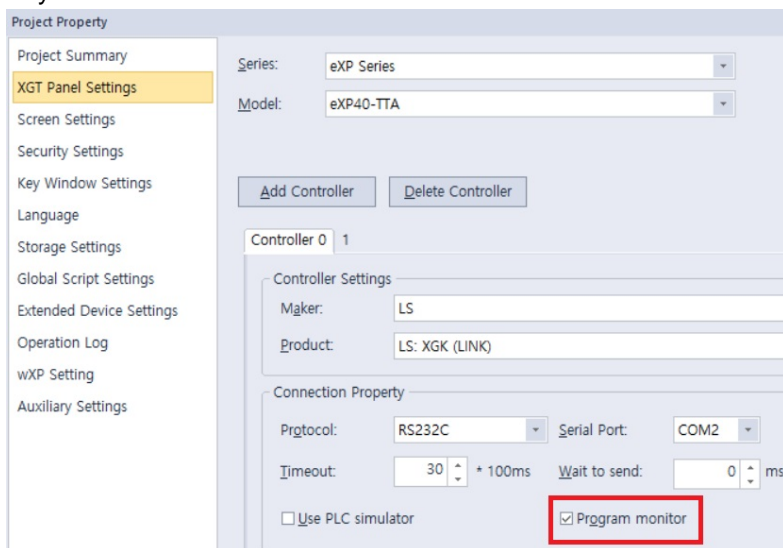 Project Property
Project Summary
XGT Panel Settings
Screen Settings
Security Settings
Key Window Settings
Language
Storage Settings
Global Script Settings
Extended Device Settings
Operation Log
wXP Setting
Auxiliary Settings
Series: eXP Series
Model: eXP40-TTA
Add Controller Delete Controller
Controller 0 1
Controller Settings
Maker: LS
Product: LS: XGK (LINK)
Connection Property
Protocol: RS232C Serial Port: COM2
Timeout: 30 * 100ms Wait to send: 0 ms
Use PLC simulator Program monitor